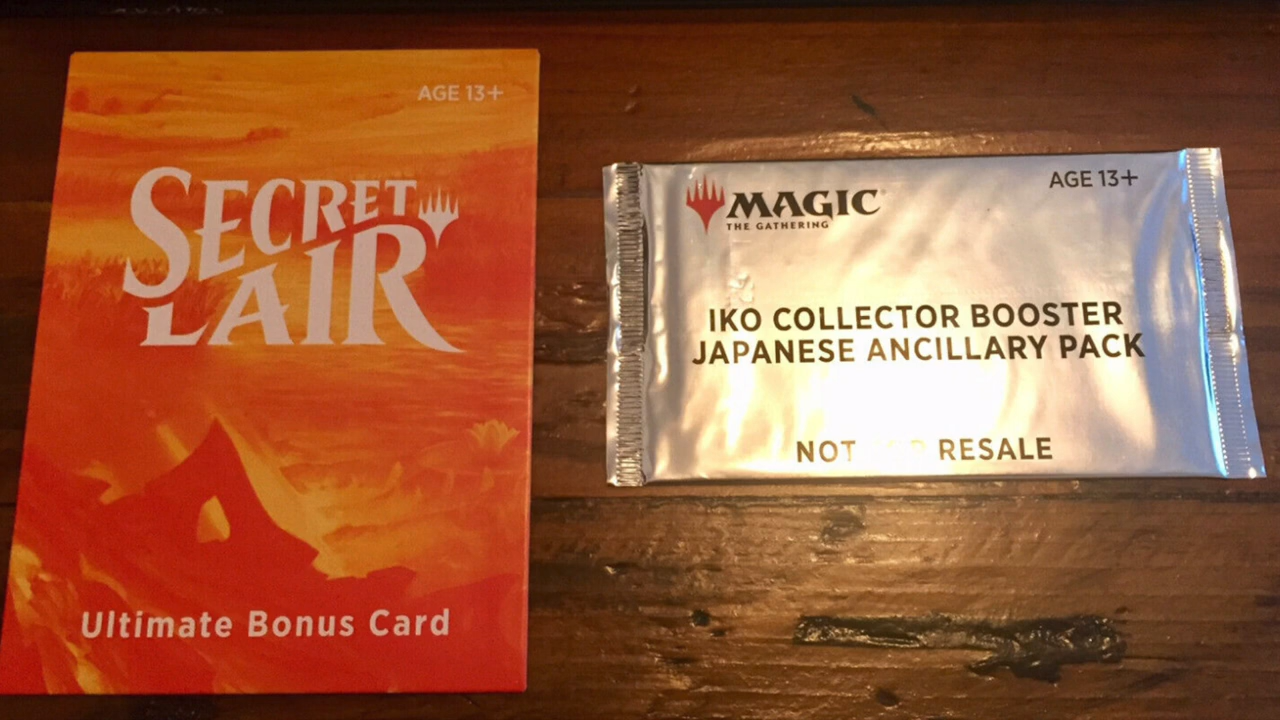 AGE 13+
SECRET
LAIR
Ultimate Bonus Card
MAGIC
THE GATHERING
AGE 13+
IKO COLLECTOR BOOSTER
JAPANESE ANCILLARY PACK
NOT RESALE